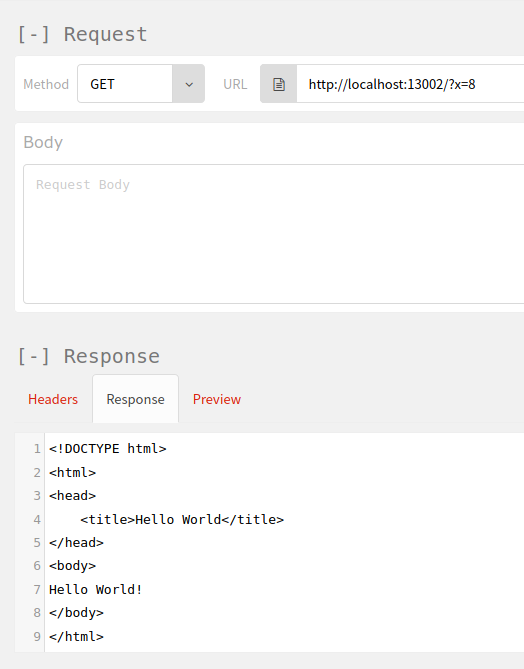 [-] Request
Method GET URL http://localhost:13002/?x=8
Body
Request Body
[-] Response
Headers Response Preview
1 <!DOCTYPE html>
2 <html>
3 <head>
4     <title>Hello World</title>
5 </head>
6 <body>
7 Hello World!
8 </body>
9 </html>